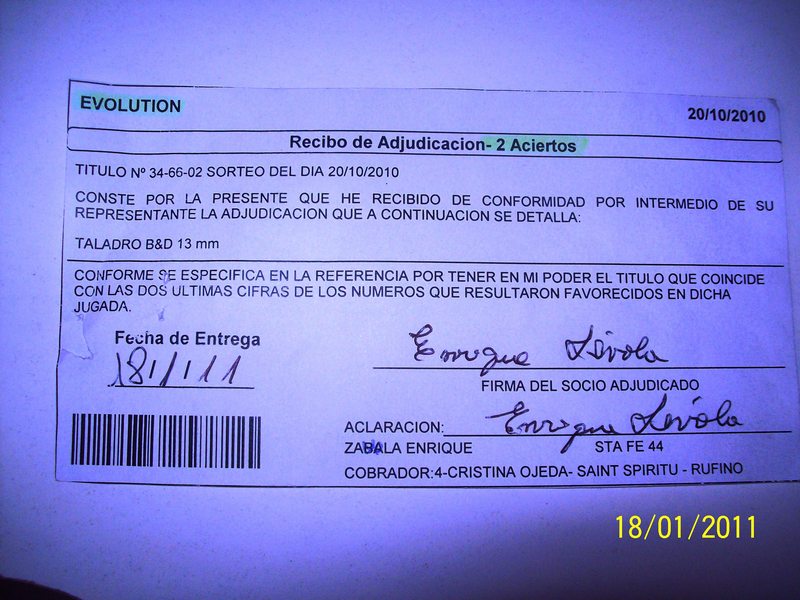 EVOLUTION
20/10/2010
Recibo de Adjudicacion- 2 Aciertos
TITULO Nº 34-66-02 SORTEO DEL DIA 20/10/2010
CONSTE POR LA PRESENTE QUE HE RECIBIDO DE CONFORMIDAD POR INTERMEDIO DE SU
REPRESENTANTE LA ADJUDICACION QUE A CONTINUACION SE DETALLA:
TALADRO B&D 13 mm
CONFORME SE ESPECIFICA EN LA REFERENCIA POR TENER EN MI PODER EL TITULO QUE COINCIDE
CON LAS DOS ULTIMAS CIFRAS DE LOS NUMEROS QUE RESULTARON FAVORECIDOS EN DICHA
JUGADA.
Fecha de Entrega
18/1/11
Enrique
FIRMA DEL SOCIO ADJUDICADO
ACLARACION: Enrique
ZABALA ENRIQUE STA FE 44
COBRADOR:4-CRISTINA OJEDA- SAINT SPIRITU - RUFINO
18/01/2011